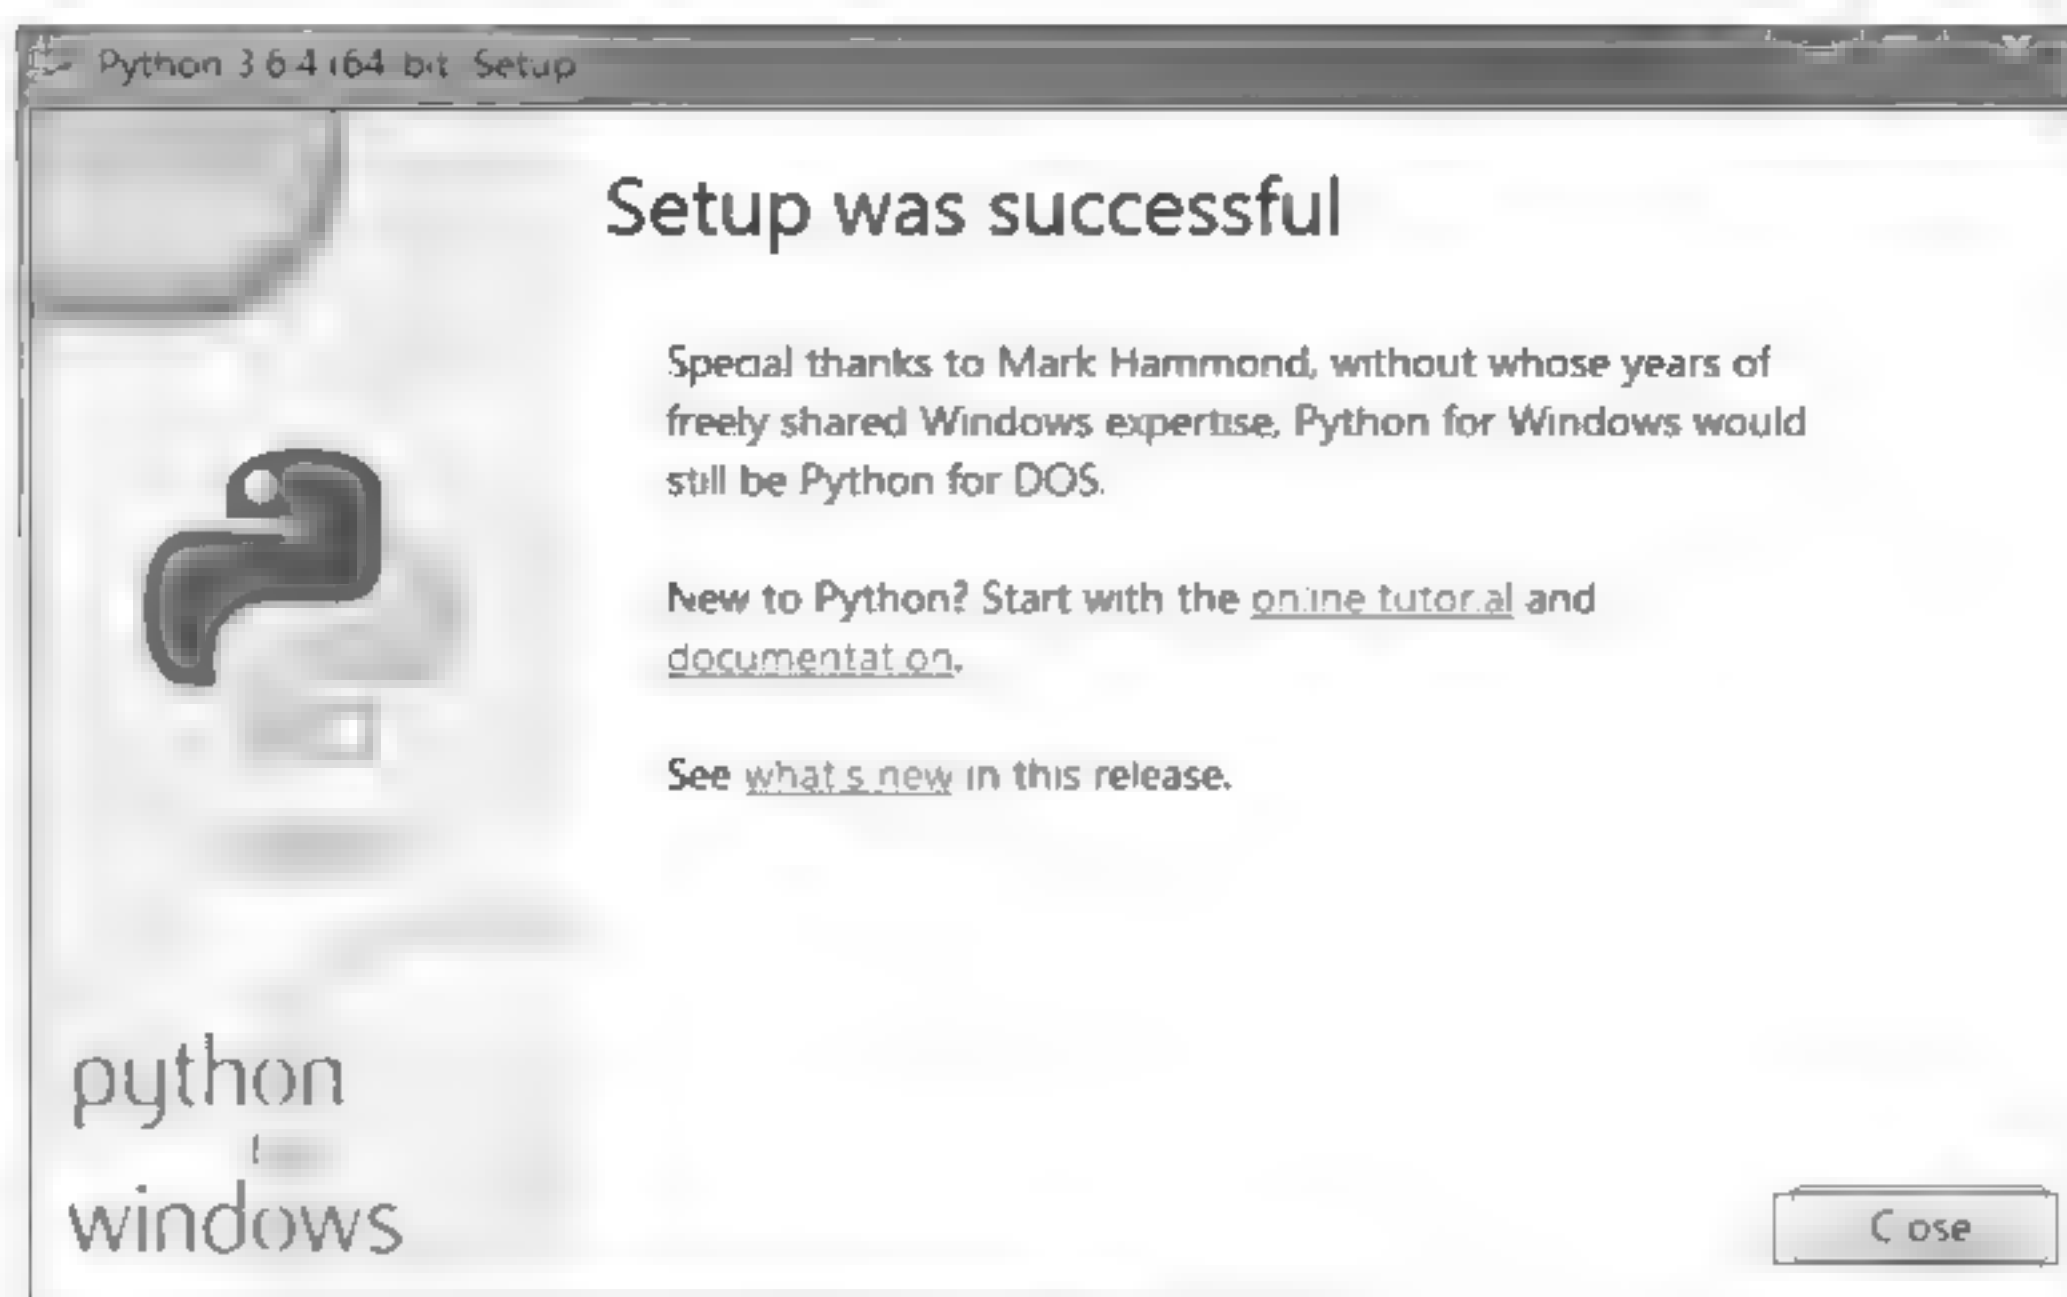 Python 3.6.4 (64-bit) Setup
Setup was successful
Special thanks to Mark Hammond, without whose years of
freely shared Windows expertise, Python for Windows would
still be Python for DOS.
New to Python? Start with the online tutorial and
documentation.
See what's new in this release.
python
windows
Close